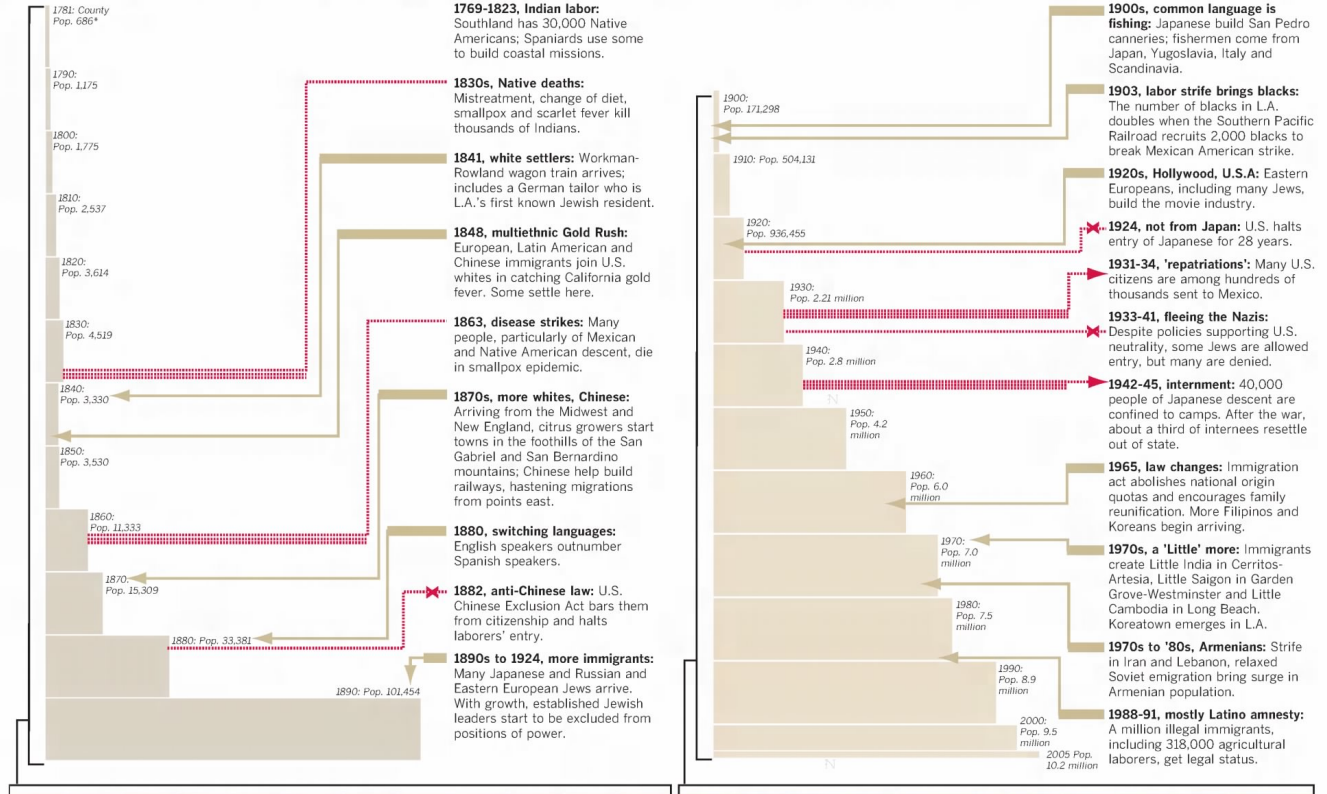 1781: County
Pop. 686*
1790:
Pop. 1,175
1800:
Pop. 1,775
1810:
Pop. 2,537
1820:
Pop. 3,614
1830:
Pop. 4,519
1840:
Pop. 3,330
1850:
Pop. 3,530
1860:
Pop. 11,333
1870:
Pop. 15,309
1880: Pop. 33,381
1890: Pop. 101,454
1769-1823, Indian labor:
Southland has 30,000 Native
Americans; Spaniards use some
to build coastal missions.
1830s, Native deaths:
Mistreatment, change of diet,
smallpox and scarlet fever kill
thousands of Indians.
1841, white settlers: Workman-
Rowland wagon train arrives;
includes a German tailor who is
L.A.'s first known Jewish resident.
1848, multiethnic Gold Rush:
European, Latin American and
Chinese immigrants join U.S.
whites in catching California gold
fever. Some settle here.
1863, disease strikes: Many
people, particularly of Mexican
and Native American descent, die
in smallpox epidemic.
1870s, more whites, Chinese:
Arriving from the Midwest and
New England, citrus growers start
towns in the foothills of the San
Gabriel and San Bernardino
mountains; Chinese help build
railways, hastening migrations
from points east.
1880, switching languages:
English speakers outnumber
Spanish speakers.
1882, anti-Chinese law: U.S.
Chinese Exclusion Act bars them
from citizenship and halts
laborers' entry.
1890s to 1924, more immigrants:
Many Japanese and Russian and
Eastern European Jews arrive.
With growth, established Jewish
leaders start to be excluded from
positions of power.
1900:
Pop. 171,298
1910: Pop. 504,131
1920:
Pop. 936,455
1930:
Pop. 2.21 million
1940:
Pop. 2.8 million
1950:
Pop. 4.2
million
1960:
Pop. 6.0
million
1970:
Pop. 7.0
million
1980:
Pop. 7.5
million
1990:
Pop. 8.9
million
2000:
Pop. 9.5
million
2005 Pop.
10.2 million
1900s, common language is
fishing: Japanese build San Pedro
canneries; fishermen come from
Japan, Yugoslavia, Italy and
Scandinavia.
1903, labor strife brings blacks:
The number of blacks in L.A.
doubles when the Southern Pacific
Railroad recruits 2,000 blacks to
break Mexican American strike.
1920s, Hollywood, U.S.A: Eastern
Europeans, including many Jews,
build the movie industry.
1924, not from Japan: U.S. halts
entry of Japanese for 28 years.
1931-34, 'repatriations': Many U.S.
citizens are among hundreds of
thousands sent to Mexico.
1933-41, fleeing the Nazis:
Despite policies supporting U.S.
neutrality, some Jews are allowed
entry, but many are denied.
1942-45, internment: 40,000
people of Japanese descent are
confined to camps. After the war,
about a third of internees resettle
out of state.
1965, law changes: Immigration
act abolishes national origin
quotas and encourages family
reunification. More Filipinos and
Koreans begin arriving.
1970s, a 'Little' more: Immigrants
create Little India in Cerritos-
Artesia, Little Saigon in Garden
Grove-Westminster and Little
Cambodia in Long Beach.
Koreatown emerges in L.A.
1970s to '80s, Armenians: Strife
in Iran and Lebanon, relaxed
Soviet emigration bring surge in
Armenian population.
1988-91, mostly Latino amnesty:
A million illegal immigrants,
including 318,000 agricultural
laborers, get legal status.